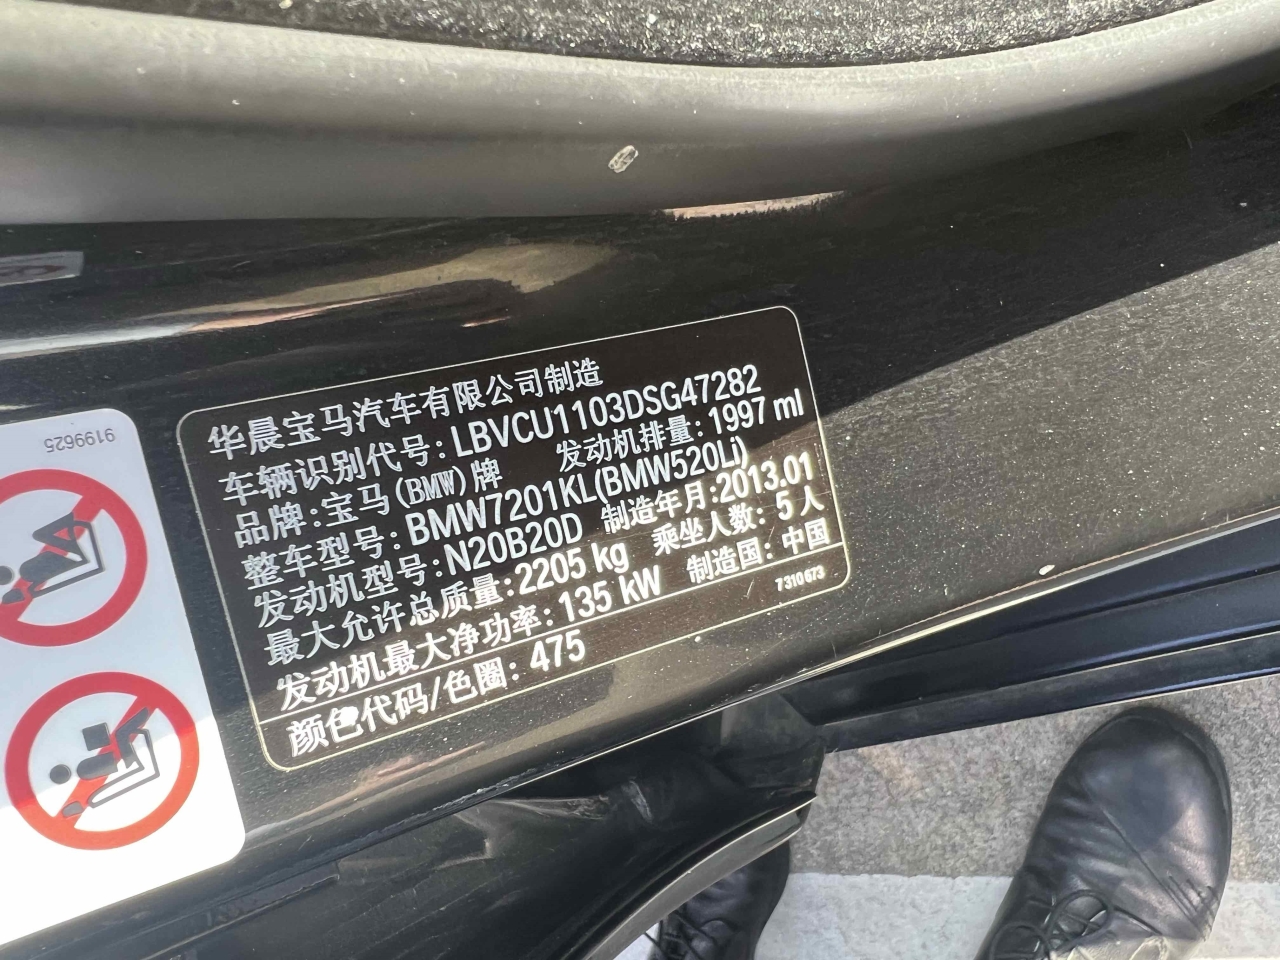 9199625
华晨宝马汽车有限公司制造
车辆识别代号: LBVCU1103DSG47282
品牌: 宝马(BMW)牌 发动机排量: 1997 ml
整车型号: BMW7201KL(BMW520Li)
发动机型号: N20B20D 制造年月: 2013.01
最大允许总质量: 2205 kg 乘坐人数: 5 人
发动机最大净功率: 135 kW 制造国: 中国
7310673
颜色代码/色圈: 475